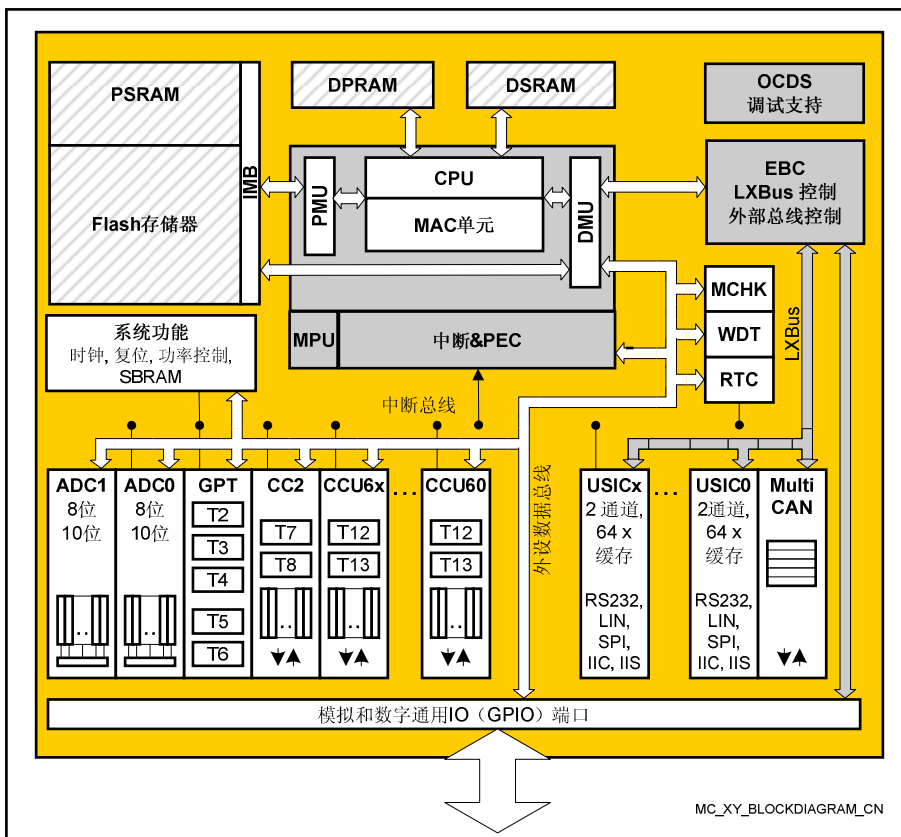 PSRAM
Flash存储器
IMB
DPRAM
DSRAM
OCDS
调试支持
PMU
CPU
MAC单元
DMU
EBC
LXBus 控制
外部总线控制
MPU
中断&PEC
MCHK
WDT
RTC
LXBus
系统功能
时钟, 复位, 功率控制,
SBRAM
中断总线
外设数据总线
ADC1
8位
10位
ADC0
8位
10位
GPT
T2
T3
T4
T5
T6
CC2
T7
T8
CCU6x
T12
T13
...
CCU60
T12
T13
USICx
2 通道,
64 x
缓存
RS232,
LIN,
SPI,
IIC, IIS
...
USIC0
2通道,
64 x
缓存
RS232,
LIN,
SPI,
IIC, IIS
Multi
CAN
模拟和数字通用IO（GPIO）端口
MC_XY_BLOCKDIAGRAM_CN